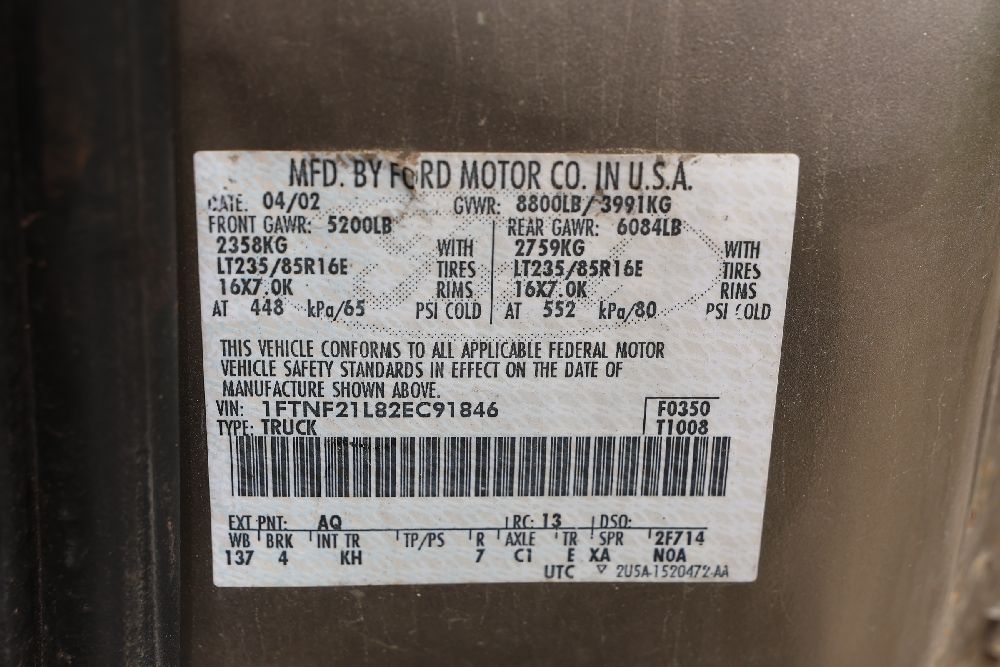 MFD. BY FORD MOTOR CO. IN U.S.A.
DATE: 04/02 GVWR: 8800LB/ 3991KG
FRONT GAWR: 5200LB REAR GAWR: 6084LB
2358KG WITH 2759KG WITH
LT235/85R16E TIRES LT235/85R16E TIRES
16X7.0K RIMS 16X7.0K RIMS
AT 448 kPa/65 PSI COLD AT 552 kPa/80 PSI COLD
THIS VEHICLE CONFORMS TO ALL APPLICABLE FEDERAL MOTOR
VEHICLE SAFETY STANDARDS IN EFFECT ON THE DATE OF
MANUFACTURE SHOWN ABOVE.
VIN: 1FTNF21L82EC91846 F0350
TYPE: TRUCK T1008
EXT PNT: AQ RC: 13 DSO:
WB BRK INT TR TP/PS R AXLE TR SPR 2F714
137 4 KH 7 C1 E XA N0A
UTC ▽ 2U5A-1520472-AA